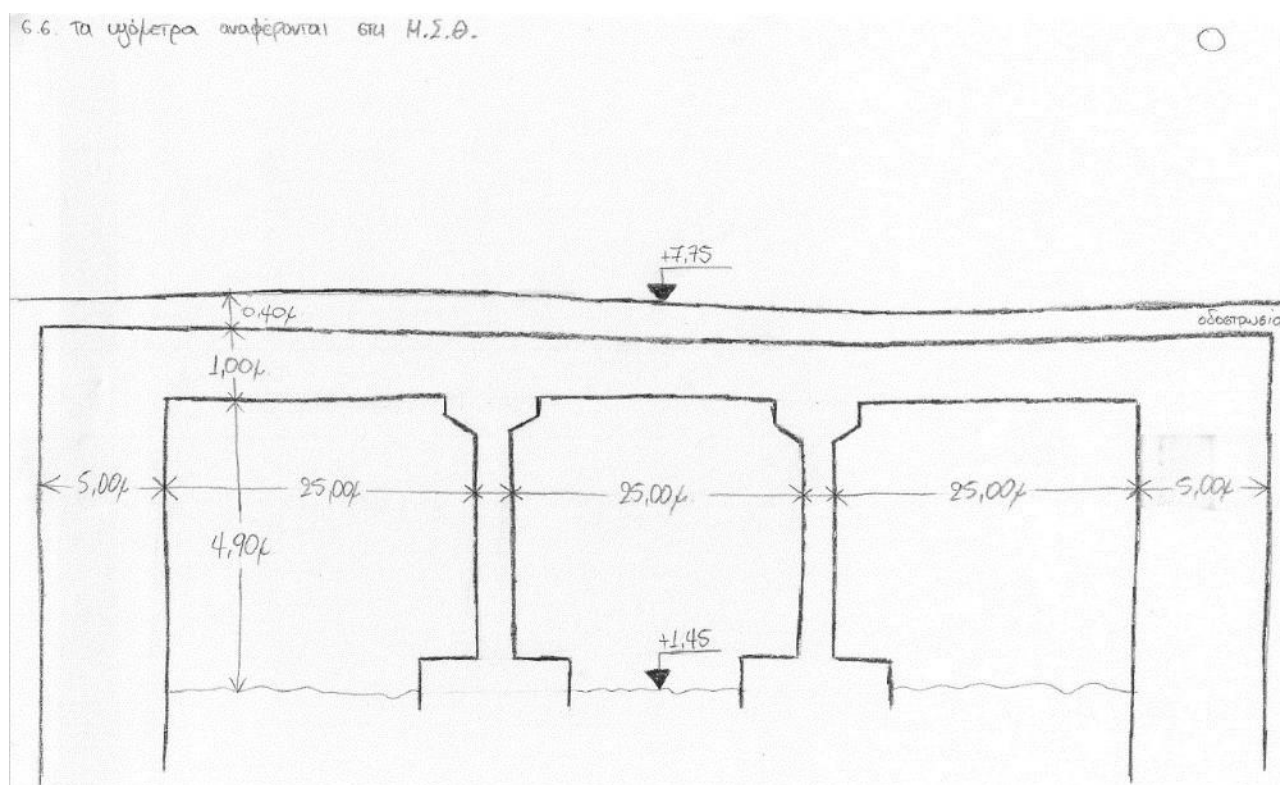 6.6. Τα υψόμετρα αναφέρονται στη Μ.Σ.Θ.
+7,75
0,40μ
οδοστρωσία
1,00μ
5,00μ 25,00μ 25,00μ 25,00μ 5,00μ
4,90μ
+1,45